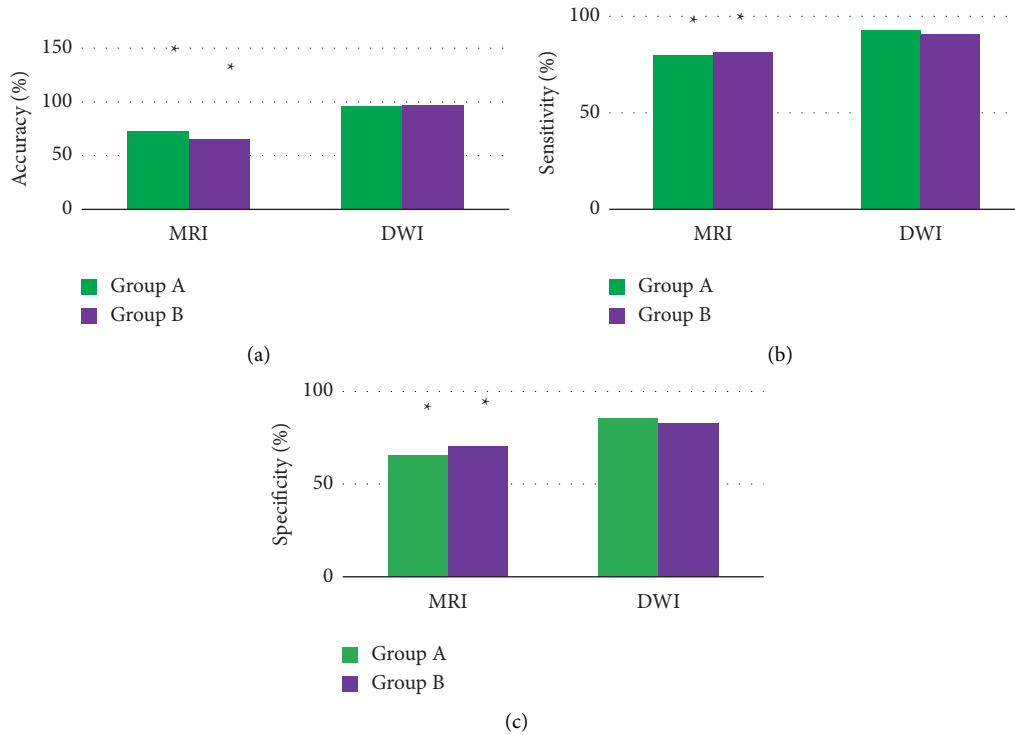 Accuracy (%)
150
100
50
0
*
*
MRI
DWI
Group A
Group B
(a)
Sensitivity (%)
100
50
0
*
*
MRI
DWI
Group A
Group B
(b)
Specificity (%)
100
50
0
*
*
MRI
DWI
Group A
Group B
(c)